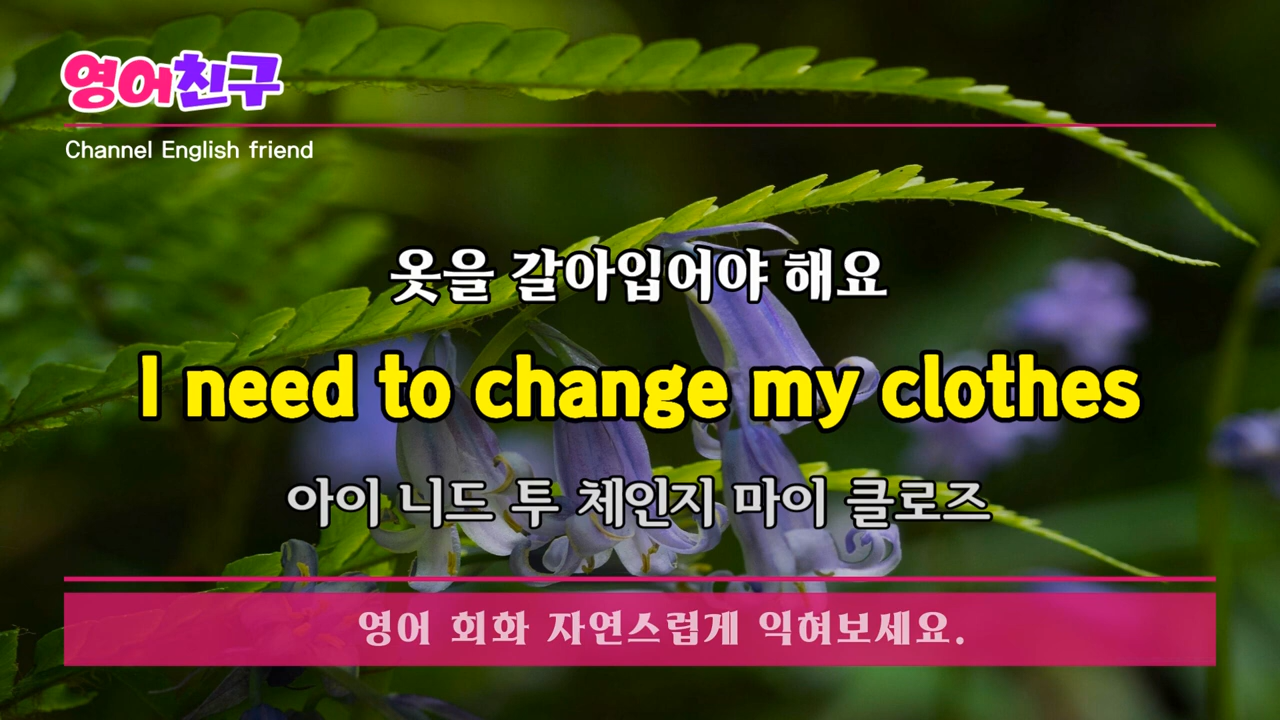 영어친구
Channel English friend
옷을 갈아입어야 해요
I need to change my clothes
아이 니드 투 체인지 마이 클로즈
영어 회화 자연스럽게 익혀보세요.